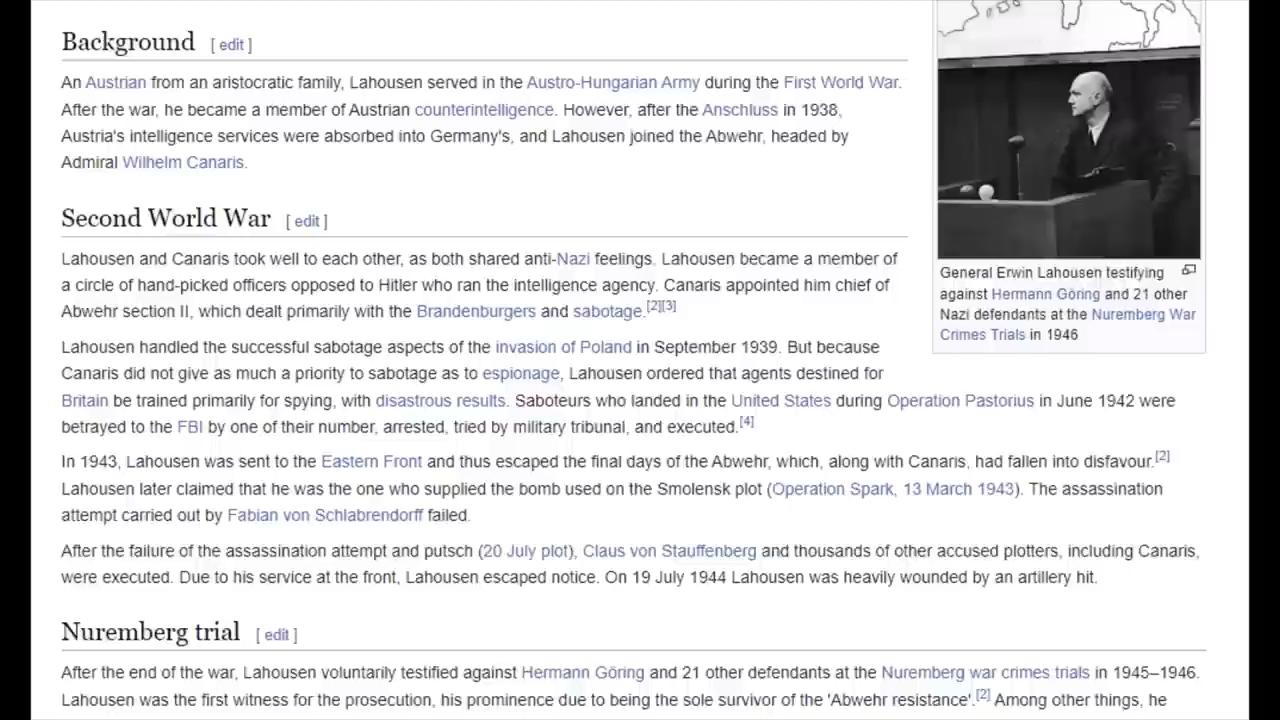 Background [ edit ]
An Austrian from an aristocratic family, Lahousen served in the Austro-Hungarian Army during the First World War.
After the war, he became a member of Austrian counterintelligence. However, after the Anschluss in 1938,
Austria's intelligence services were absorbed into Germany's, and Lahousen joined the Abwehr, headed by
Admiral Wilhelm Canaris.
Second World War [ edit ]
Lahousen and Canaris took well to each other, as both shared anti-Nazi feelings. Lahousen became a member of
a circle of hand-picked officers opposed to Hitler who ran the intelligence agency. Canaris appointed him chief of
Abwehr section II, which dealt primarily with the Brandenburgers and sabotage.[2][3]
General Erwin Lahousen testifying
against Hermann Göring and 21 other
Nazi defendants at the Nuremberg War
Crimes Trials in 1946
Lahousen handled the successful sabotage aspects of the invasion of Poland in September 1939. But because
Canaris did not give as much a priority to sabotage as to espionage, Lahousen ordered that agents destined for
Britain be trained primarily for spying, with disastrous results. Saboteurs who landed in the United States during Operation Pastorius in June 1942 were
betrayed to the FBI by one of their number, arrested, tried by military tribunal, and executed.[4]
In 1943, Lahousen was sent to the Eastern Front and thus escaped the final days of the Abwehr, which, along with Canaris, had fallen into disfavour.[2]
Lahousen later claimed that he was the one who supplied the bomb used on the Smolensk plot (Operation Spark, 13 March 1943). The assassination
attempt carried out by Fabian von Schlabrendorff failed.
After the failure of the assassination attempt and putsch (20 July plot), Claus von Stauffenberg and thousands of other accused plotters, including Canaris,
were executed. Due to his service at the front, Lahousen escaped notice. On 19 July 1944 Lahousen was heavily wounded by an artillery hit.
Nuremberg trial [ edit ]
After the end of the war, Lahousen voluntarily testified against Hermann Göring and 21 other defendants at the Nuremberg war crimes trials in 1945–1946.
Lahousen was the first witness for the prosecution, his prominence due to being the sole survivor of the 'Abwehr resistance'.[2] Among other things, he